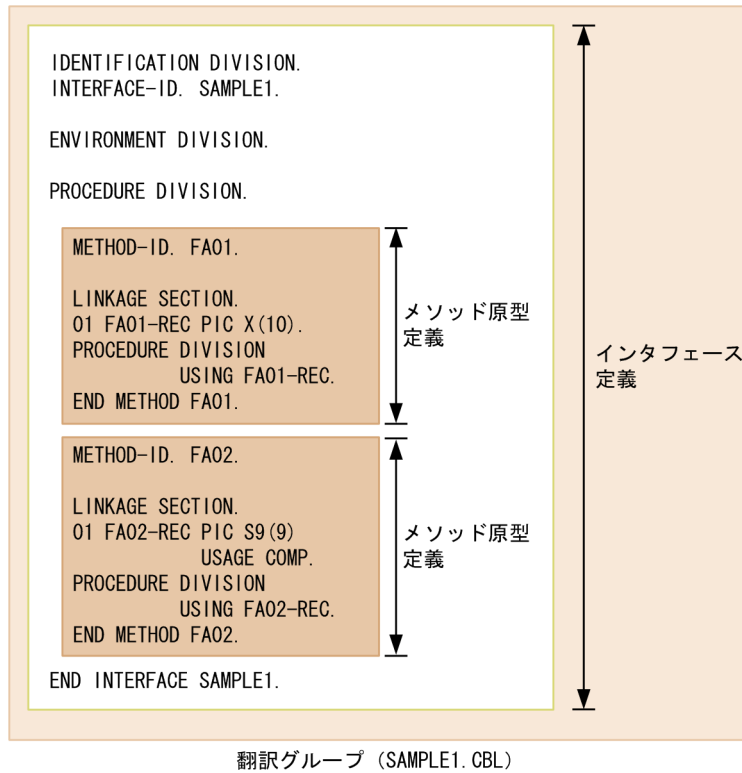 IDENTIFICATION DIVISION.
INTERFACE-ID. SAMPLE1.
ENVIRONMENT DIVISION.
PROCEDURE DIVISION.
METHOD-ID. FA01.
LINKAGE SECTION.
01 FA01-REC PIC X(10).
PROCEDURE DIVISION
USING FA01-REC.
END METHOD FA01.
メソッド原型
定義
METHOD-ID. FA02.
LINKAGE SECTION.
01 FA02-REC PIC S9(9)
USAGE COMP.
PROCEDURE DIVISION
USING FA02-REC.
END METHOD FA02.
メソッド原型
定義
END INTERFACE SAMPLE1.
インタフェース
定義
翻訳グループ（SAMPLE1.CBL）